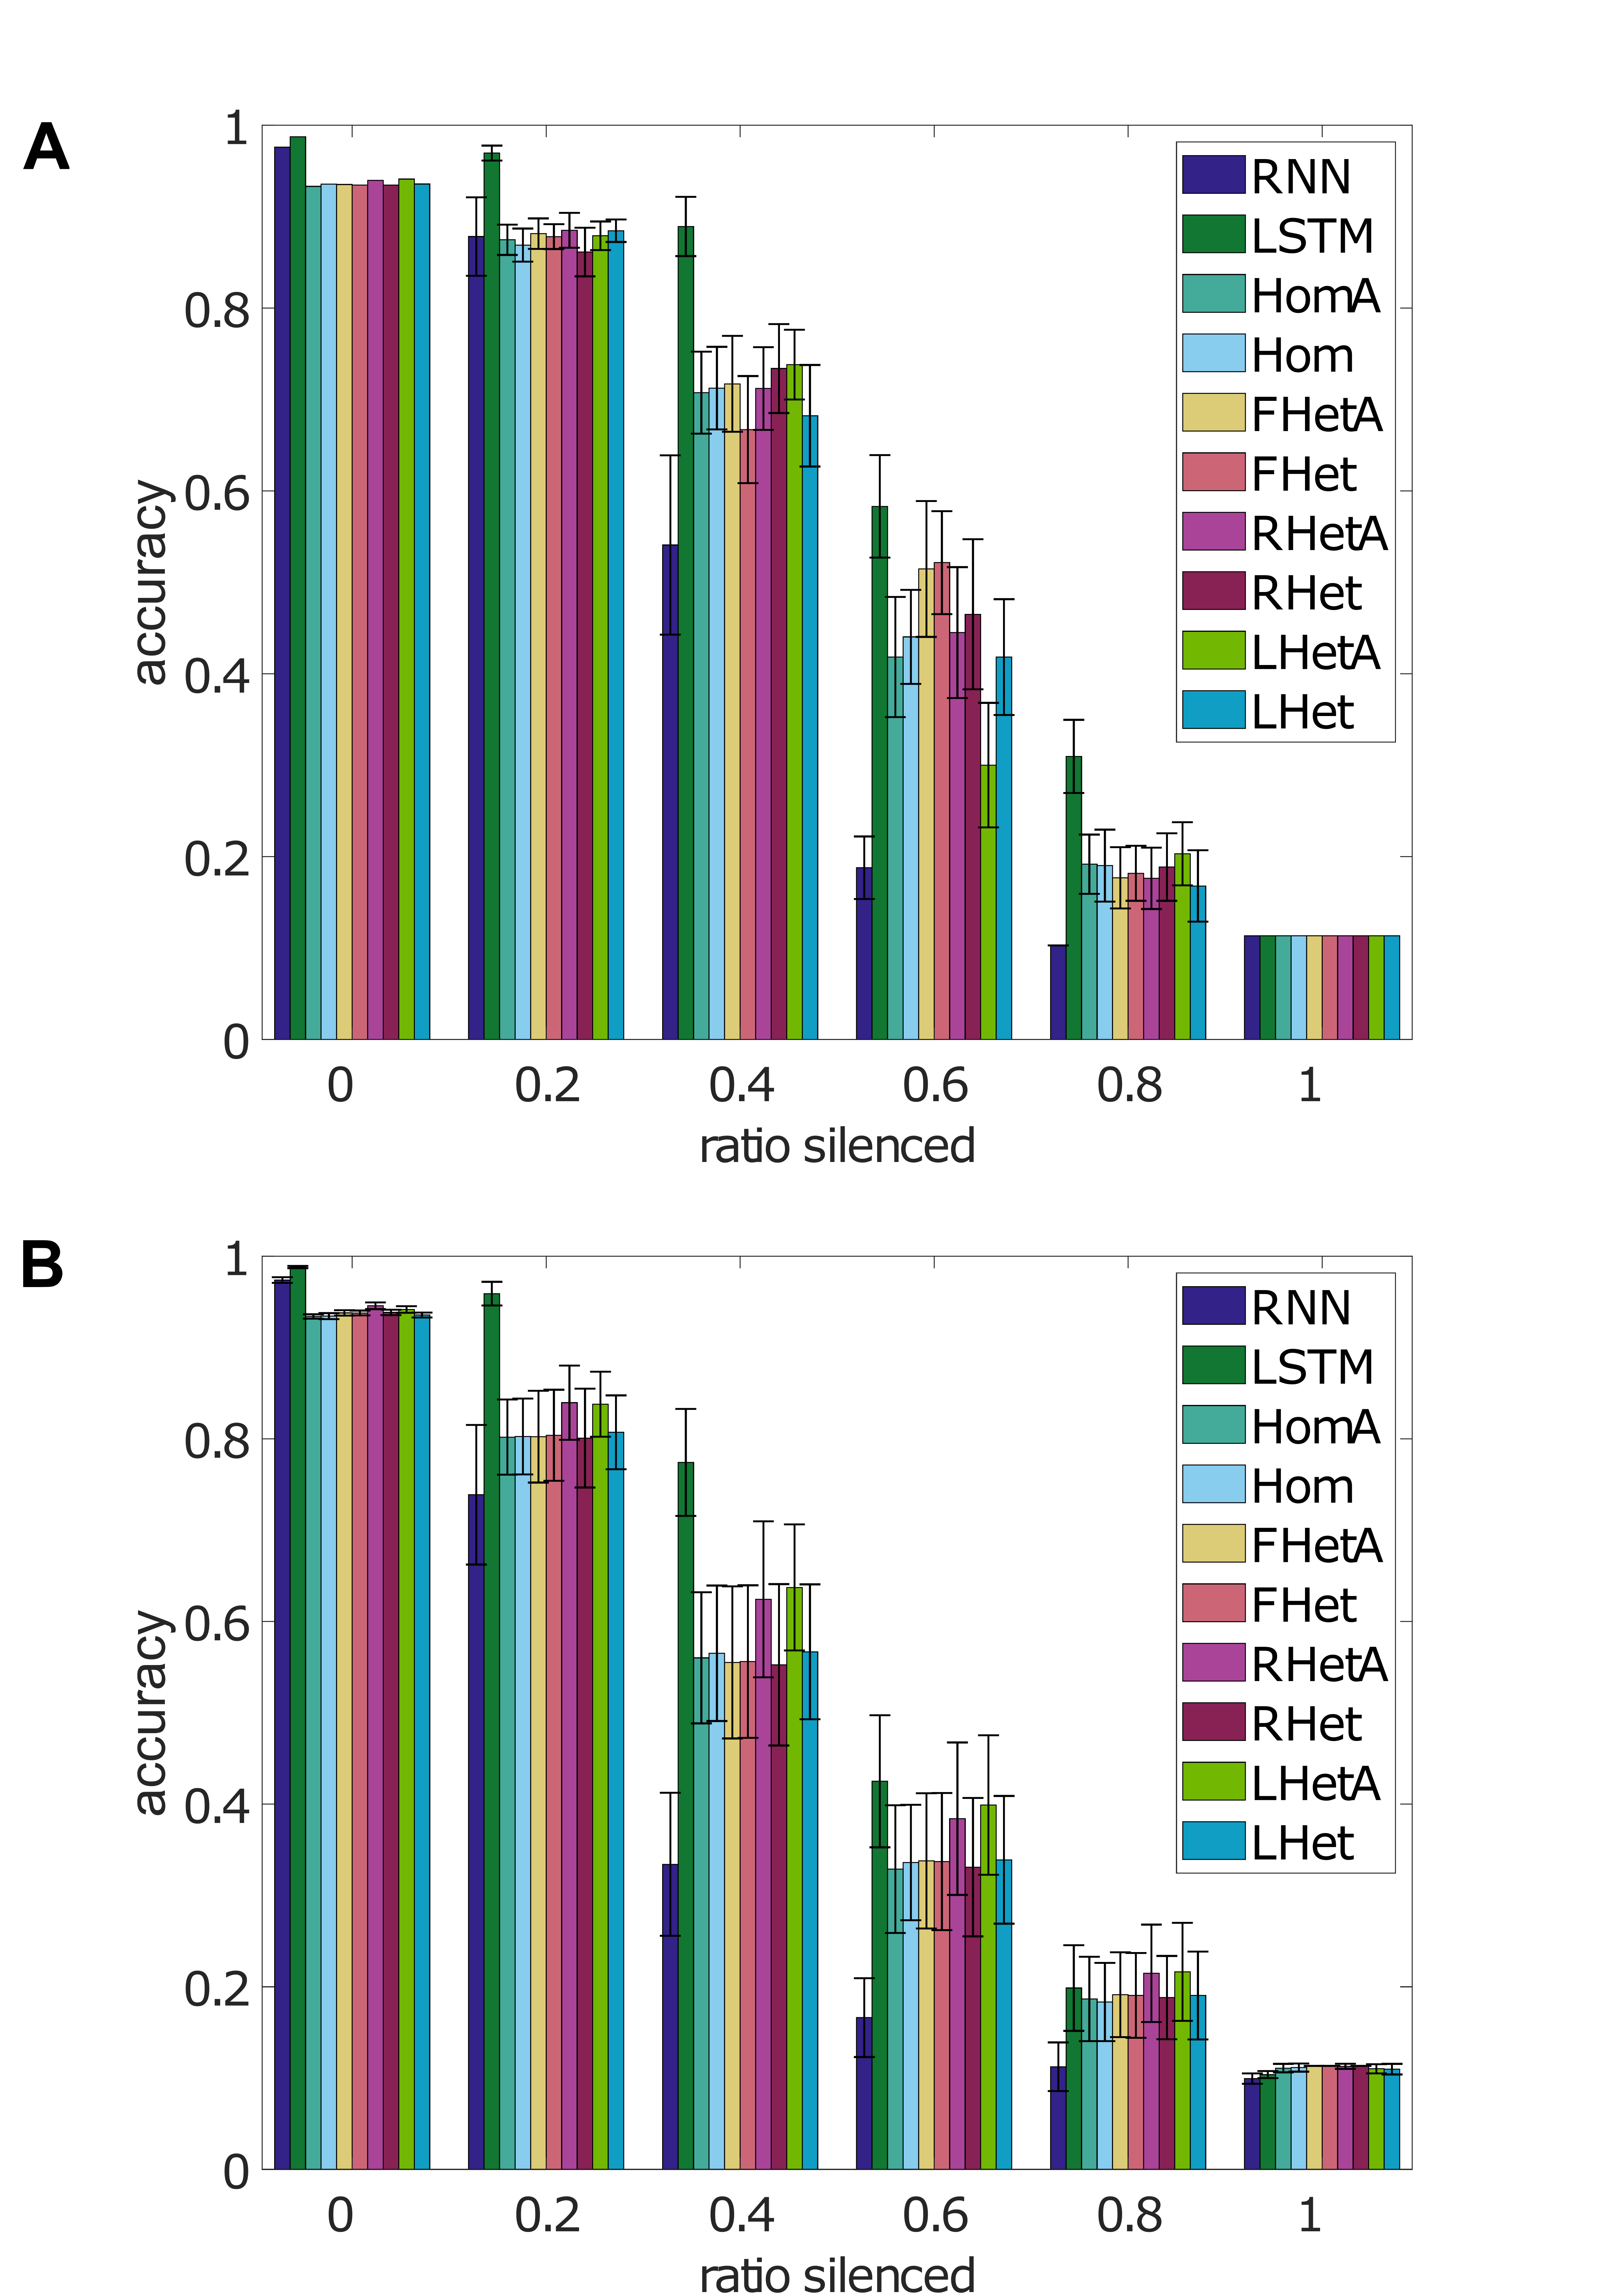 A
1
0.8
0.6
0.4
0.2
0
accuracy
0 0.2 0.4 0.6 0.8 1
ratio silenced
RNN
LSTM
HomA
Hom
FHetA
FHet
RHetA
RHet
LHetA
LHet
B
1
0.8
0.6
0.4
0.2
0
accuracy
0 0.2 0.4 0.6 0.8 1
ratio silenced
RNN
LSTM
HomA
Hom
FHetA
FHet
RHetA
RHet
LHetA
LHet